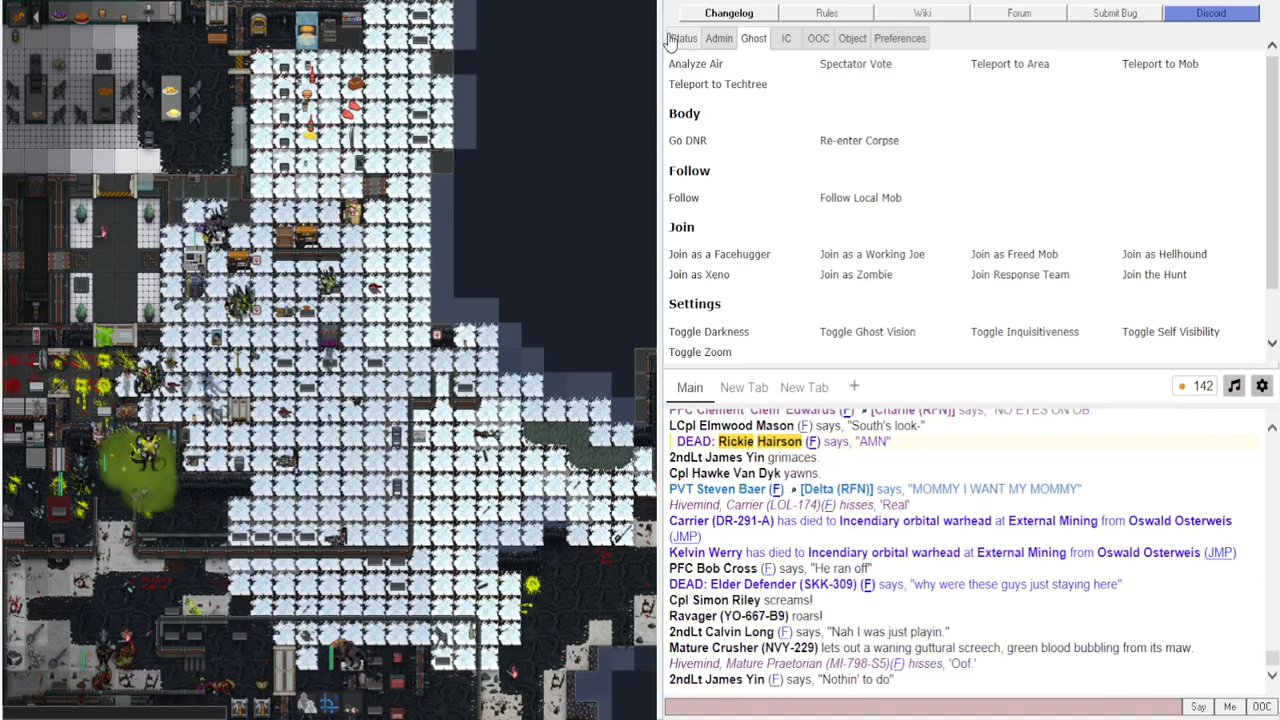 Changelog Rules Wiki Forum Submit Bug Discord
Status Admin Ghost IC OOC Object Preferences
Analyze Air Spectator Vote Teleport to Area Teleport to Mob
Teleport to Techtree
Body
Go DNR Re-enter Corpse
Follow
Follow Follow Local Mob
Join
Join as a Facehugger Join as a Working Joe Join as Freed Mob Join as Hellhound
Join as Xeno Join as Zombie Join Response Team Join the Hunt
Settings
Toggle Darkness Toggle Ghost Vision Toggle Inquisitiveness Toggle Self Visibility
Toggle Zoom
Main New Tab New Tab + 142
PFC Clement 'Clem' Edwards (F) » [Charlie (RFN)] says, "NO EYES ON OB."
LCpl Elmwood Mason (F) says, "South's look-"
DEAD: Rickie Hairson (F) says, "AMN"
2ndLt James Yin grimaces.
Cpl Hawke Van Dyk yawns.
PVT Steven Baer (F) » [Delta (RFN)] says, "MOMMY I WANT MY MOMMY"
Hivemind, Carrier (LOL-174)(F) hisses, 'Real'
Carrier (DR-291-A) has died to Incendiary orbital warhead at External Mining from Oswald Osterweis
(JMP)
Kelvin Werry has died to Incendiary orbital warhead at External Mining from Oswald Osterweis (JMP)
PFC Bob Cross (F) says, "He ran off"
DEAD: Elder Defender (SKK-309) (F) says, "why were these guys just staying here"
Cpl Simon Riley screams!
Ravager (YO-667-B9) roars!
2ndLt Calvin Long (F) says, "Nah I was just playin."
Mature Crusher (NVY-229) lets out a waning guttural screech, green blood bubbling from its maw.
Hivemind, Mature Praetorian (MI-798-S5)(F) hisses, 'Oof.'
2ndLt James Yin (F) says, "Nothin' to do"
Say Me OOC